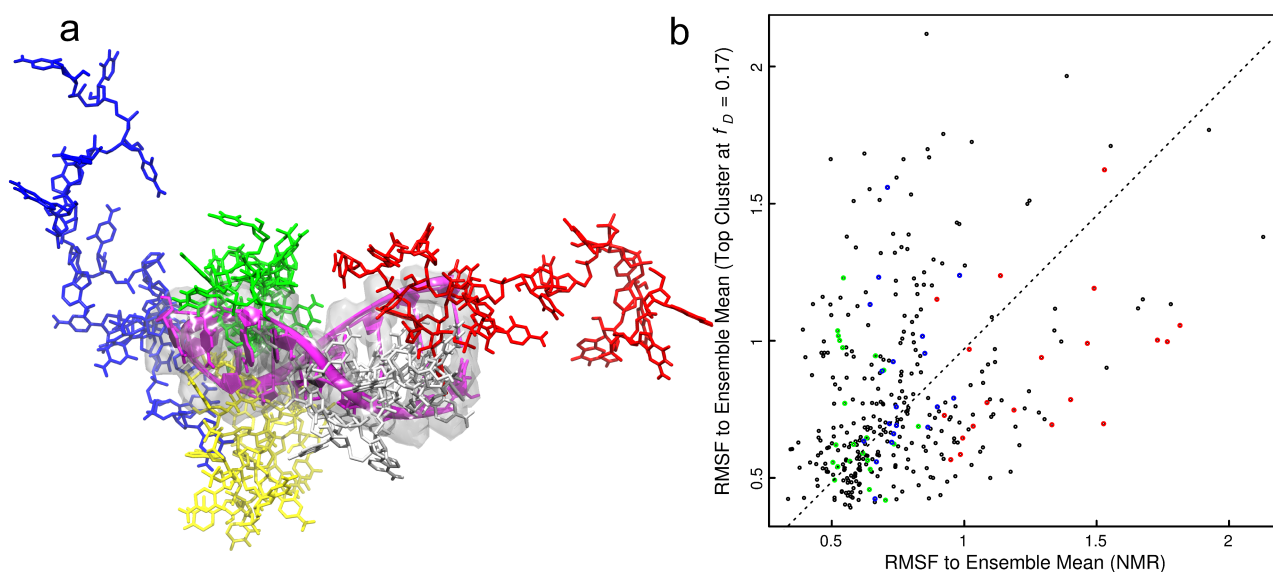 a
b
RMSF to Ensemble Mean (Top Cluster at f D = 0.17)
2
1.5
1
0.5
0.5 1 1.5 2
RMSF to Ensemble Mean (NMR)